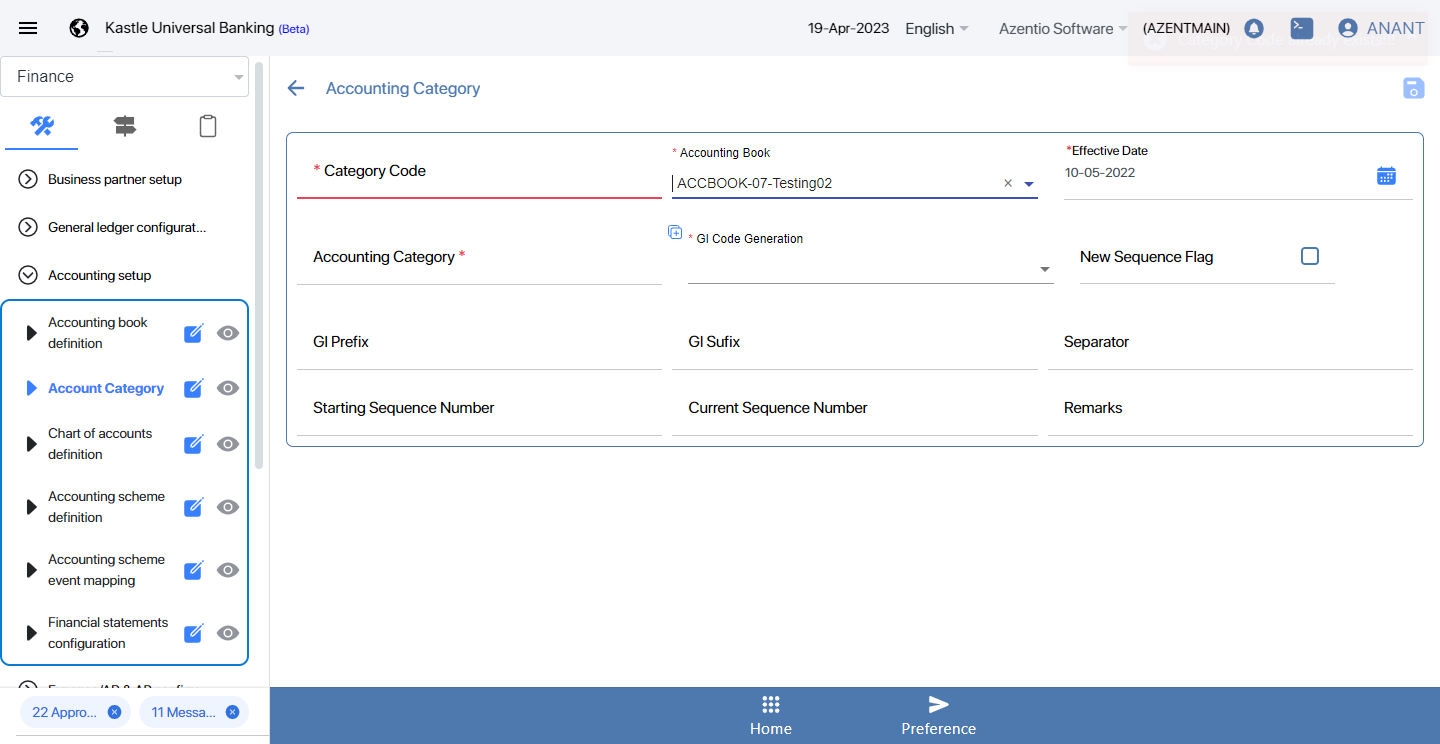 Kastle Universal Banking (Beta)
19-Apr-2023
English
Azentio Software
(AZENTMAIN)
ANANT
Finance
Business partner setup
General ledger configurat...
Accounting setup
Accounting book
definition
Account Category
Chart of accounts
definition
Accounting scheme
definition
Accounting scheme
event mapping
Financial statements
configuration
22 Appro...
11 Messa...
Accounting Category
* Category Code
* Accounting Book
ACCBOOK-07-Testing02
*Effective Date
10-05-2022
Accounting Category *
* Gl Code Generation
New Sequence Flag
Gl Prefix
Gl Sufix
Separator
Starting Sequence Number
Current Sequence Number
Remarks
Home
Preference